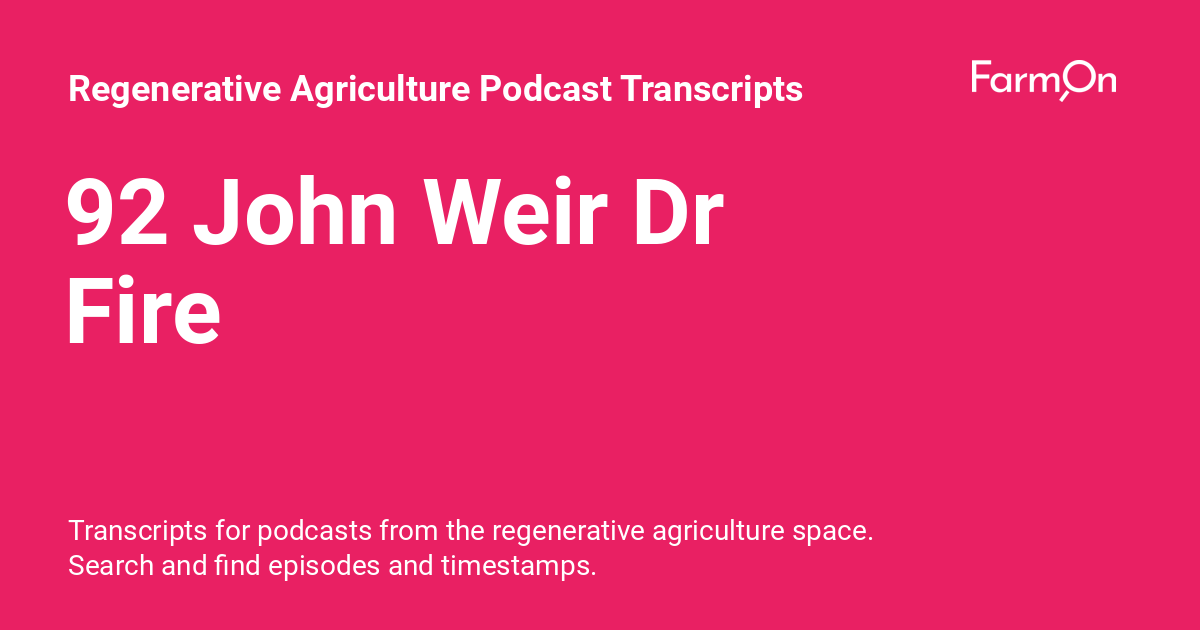 Regenerative Agriculture Podcast Transcripts
FarmOn
92 John Weir Dr
Fire
Transcripts for podcasts from the regenerative agriculture space.
Search and find episodes and timestamps.